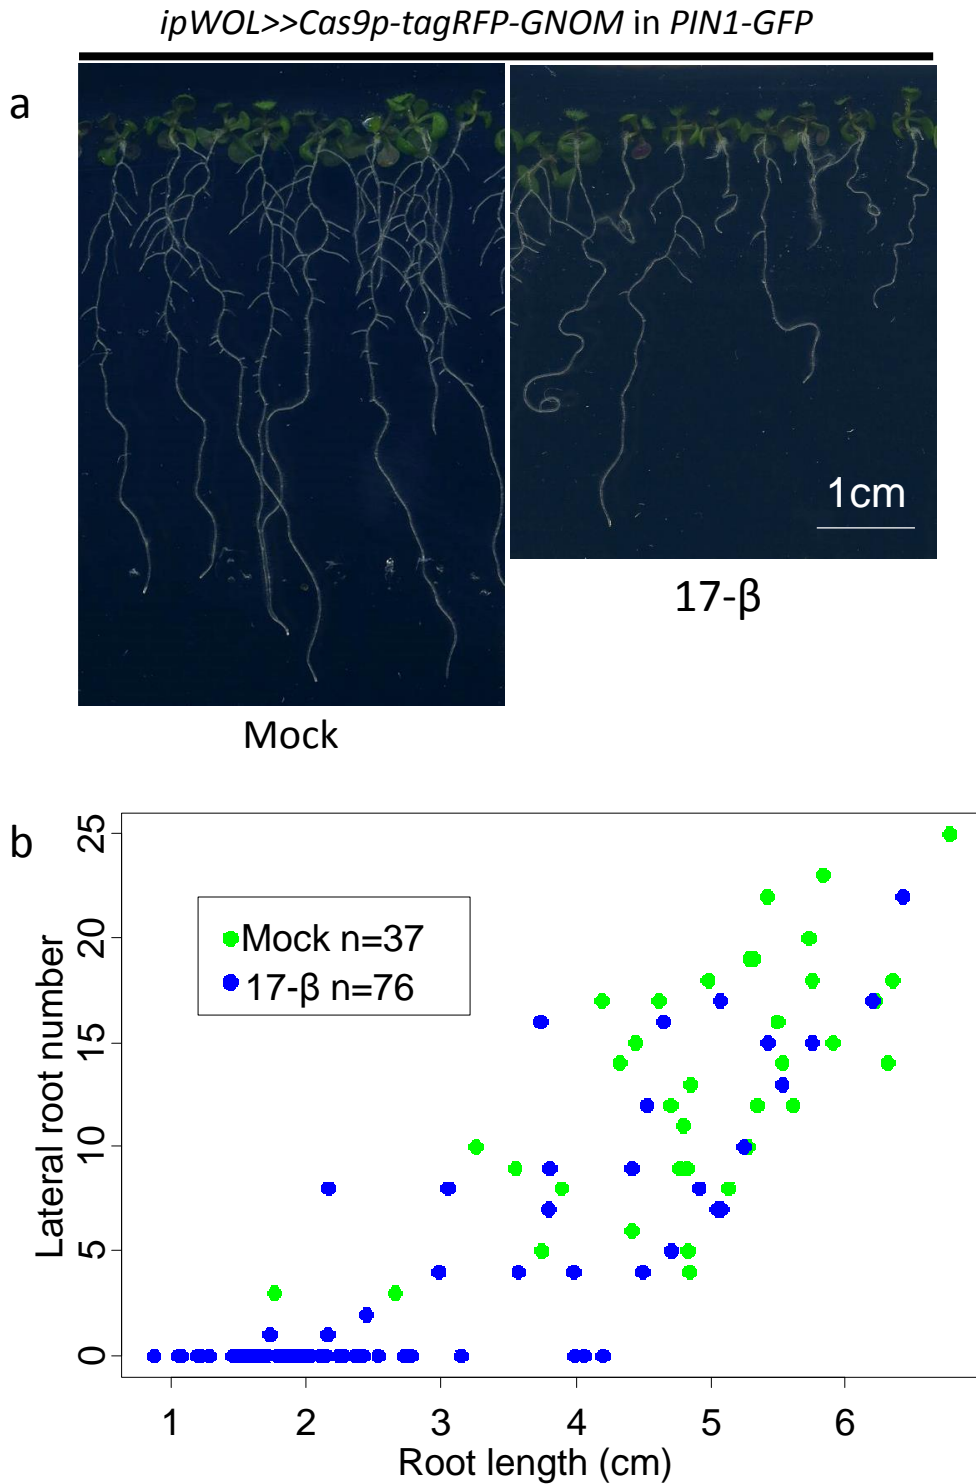 ipWOL>>Cas9p-tagRFP-GNOM in PIN1-GFP
a
1cm
17-β
Mock
b
Mock n=37
17-β n=76
Lateral root number
0 5 10 15 20 25
1 2 3 4 5 6
Root length (cm)